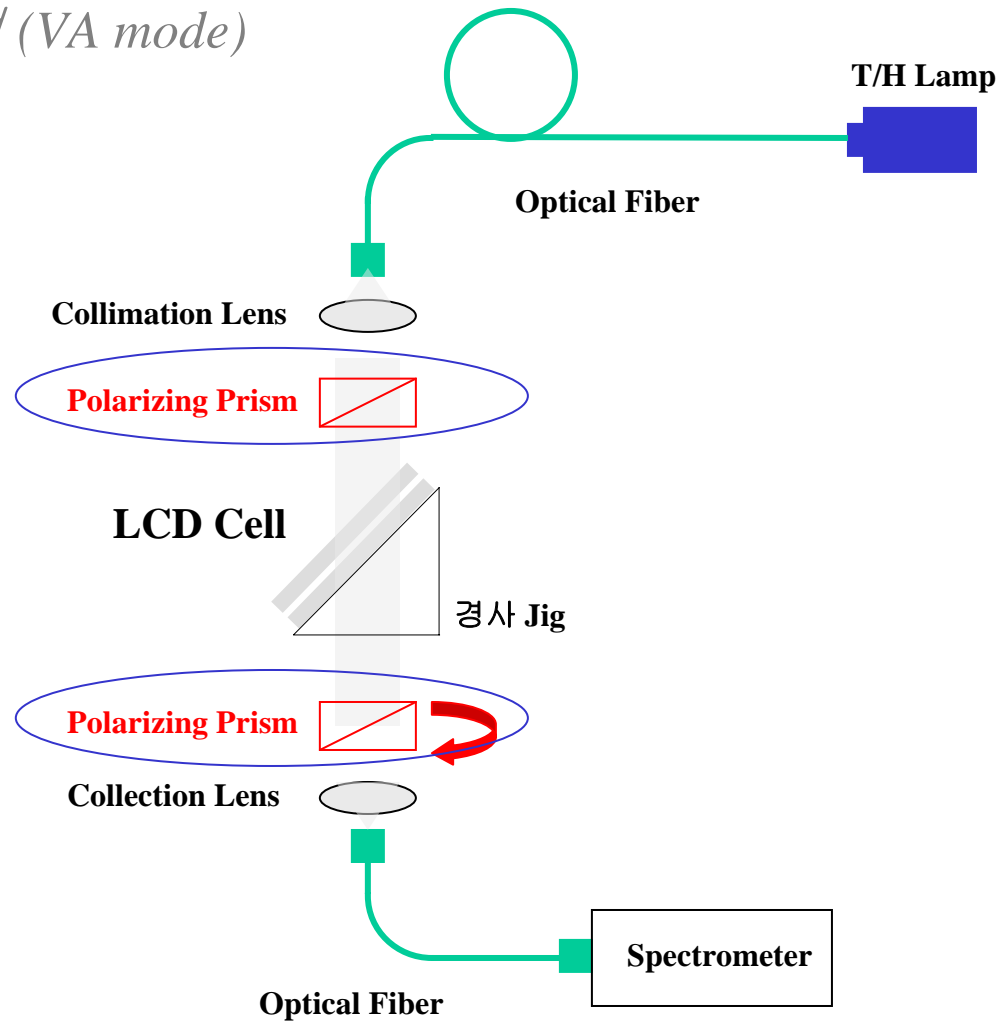 (VA mode)
T/H Lamp
Optical Fiber
Collimation Lens
Polarizing Prism
LCD Cell
경사 Jig
Polarizing Prism
Collection Lens
Spectrometer
Optical Fiber